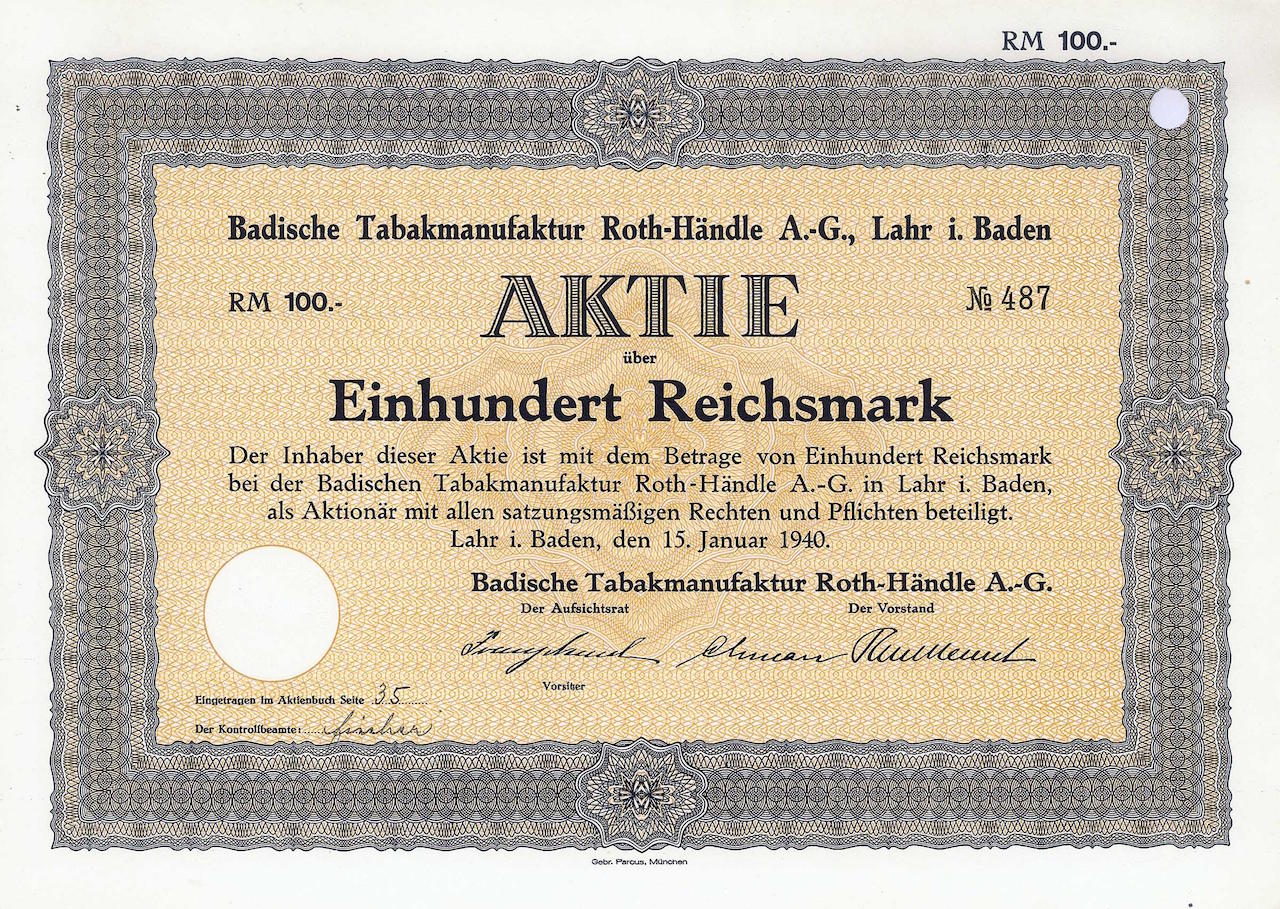 RM 100.-
Badische Tabakmanufaktur Roth-Händle A.-G., Lahr i. Baden
RM 100.- AKTIE № 487
über
Einhundert Reichsmark
Der Inhaber dieser Aktie ist mit dem Betrage von Einhundert Reichsmark
bei der Badischen Tabakmanufaktur Roth-Händle A.-G. in Lahr i. Baden,
als Aktionär mit allen satzungsmäßigen Rechten und Pflichten beteiligt.
Lahr i. Baden, den 15. Januar 1940.
Badische Tabakmanufaktur Roth-Händle A.-G.
Der Aufsichtsrat Der Vorstand
Vorsitzer
Eingetragen im Aktienbuch Seite 35
Der Kontrollbeamte:
Gebr. Parcus, München